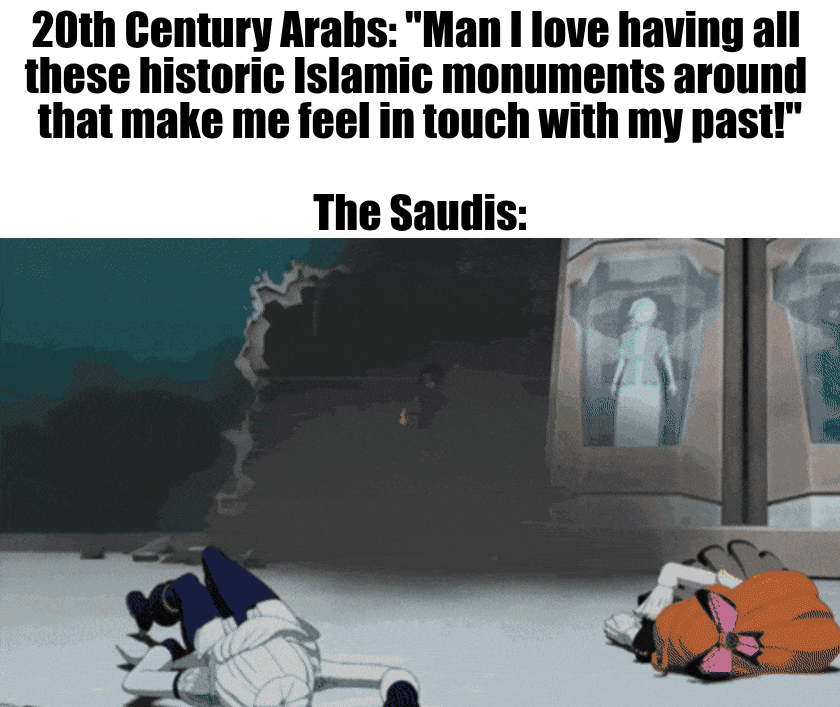 20th Century Arabs: "Man I love having all
these historic Islamic monuments around
that make me feel in touch with my past!"
The Saudis: